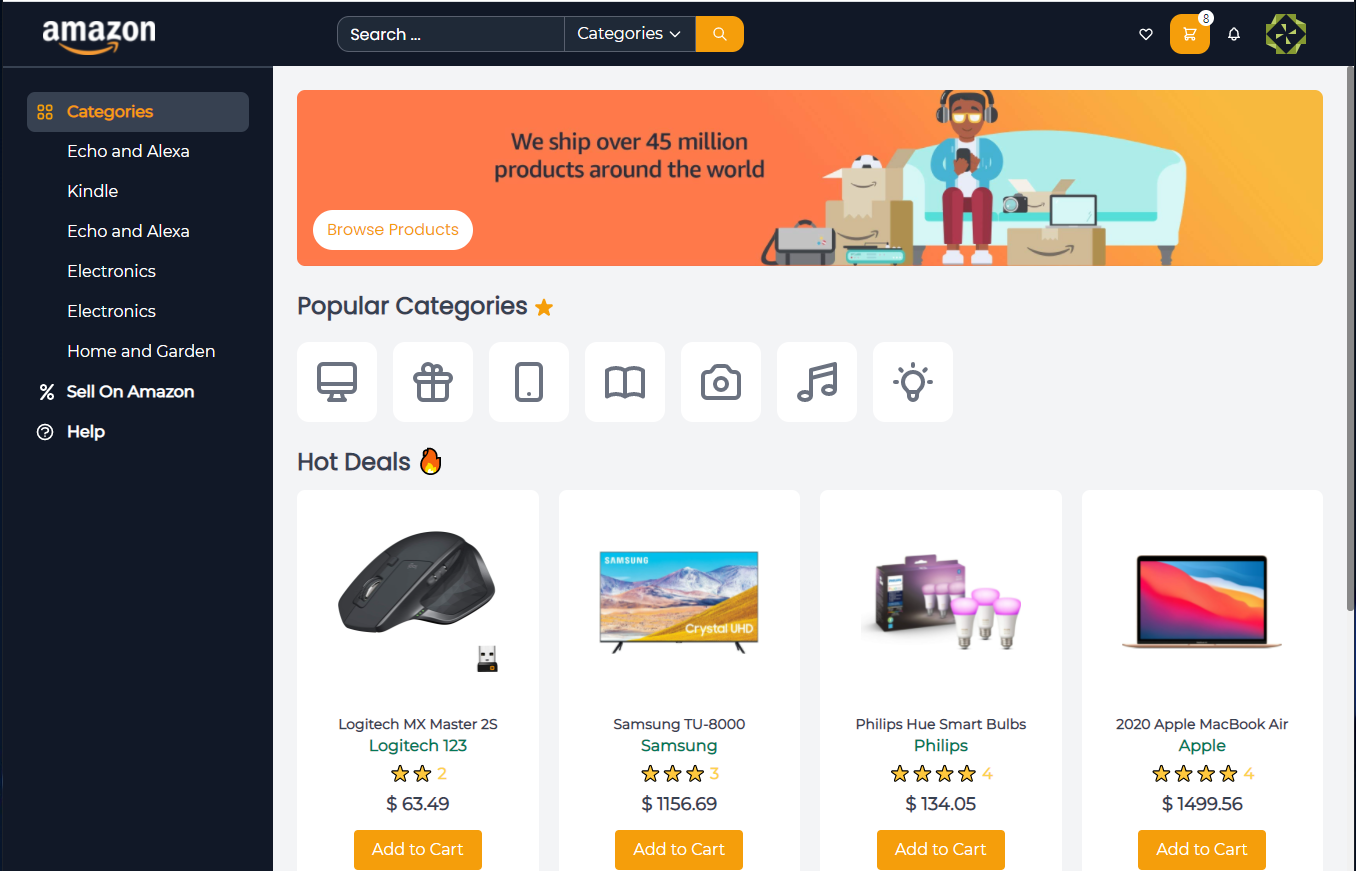 amazon
Search ...
Categories
8
Categories
Echo and Alexa
Kindle
Echo and Alexa
Electronics
Electronics
Home and Garden
Sell On Amazon
Help
We ship over 45 million
products around the world
Browse Products
Popular Categories
Hot Deals
SAMSUNG
Crystal UHD
Logitech MX Master 2S
Logitech 123
2
$ 63.49
Add to Cart
Samsung TU-8000
Samsung
3
$ 1156.69
Add to Cart
Philips Hue Smart Bulbs
Philips
4
$ 134.05
Add to Cart
2020 Apple MacBook Air
Apple
4
$ 1499.56
Add to Cart